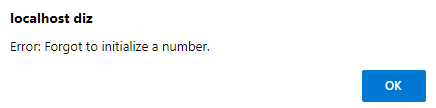 localhost diz
Error: Forgot to initialize a number.
OK